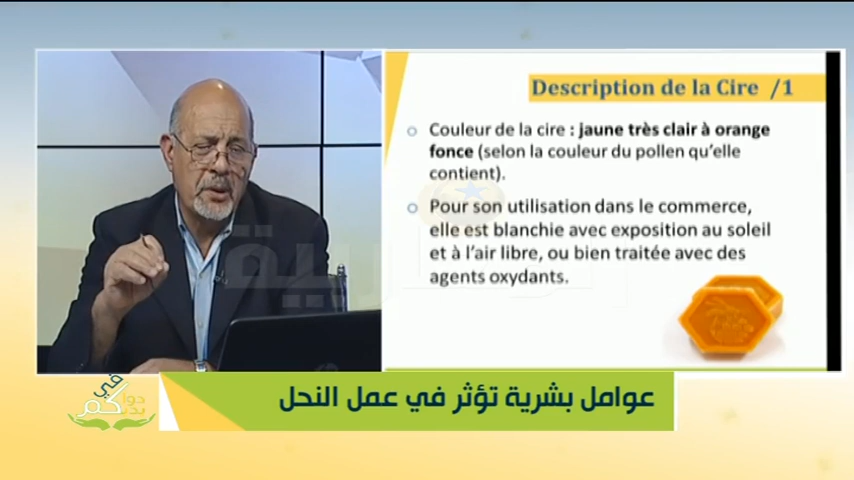 Description de la Cire /1
Couleur de la cire : jaune très clair à orange
fonce (selon la couleur du pollen qu'elle
contient).
Pour son utilisation dans le commerce,
elle est blanchie avec exposition au soleil
et à l'air libre, ou bien traitée avec des
agents oxydants.
عوامل بشرية تؤثر في عمل النحل
في